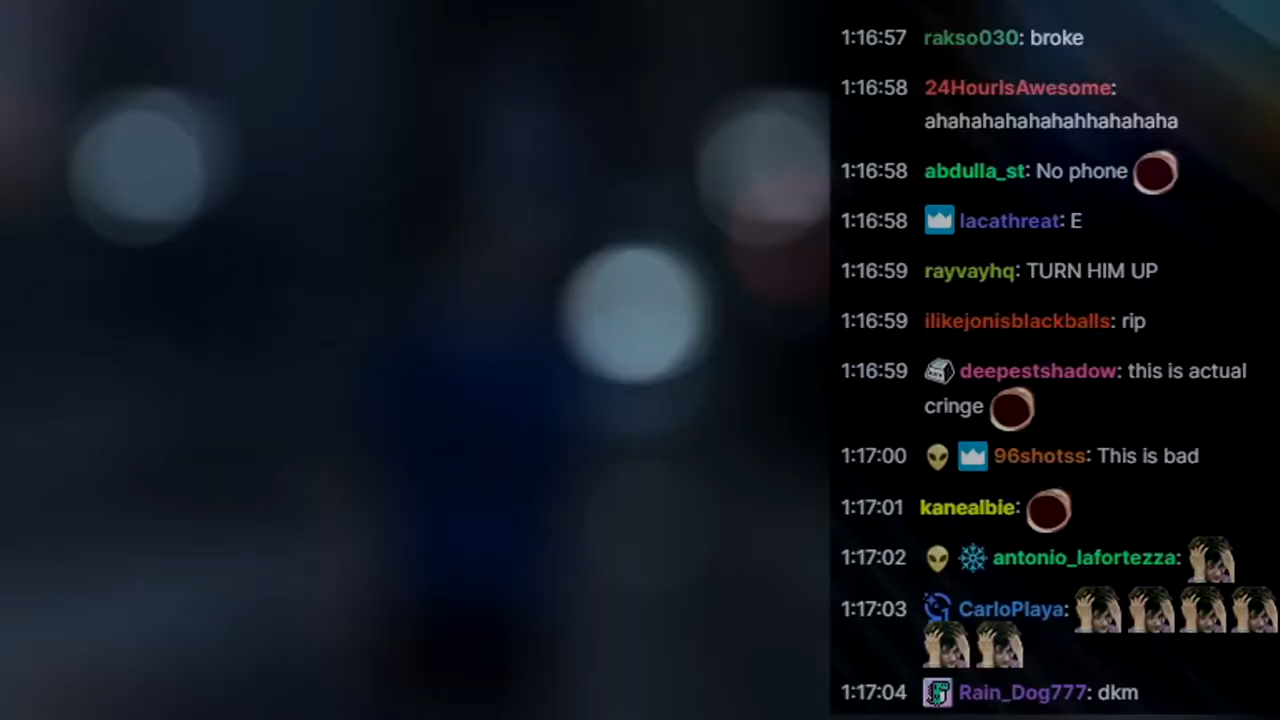 1:16:57 rakso030: broke
1:16:58 24HourIsAwesome:
ahahahahahahahhahahaha
1:16:58 abdulla_st: No phone
1:16:58 lacathreat: E
1:16:59 rayvayhq: TURN HIM UP
1:16:59 ilikejonisblackballs: rip
1:16:59 deepestshadow: this is actual
cringe
1:17:00 96shotss: This is bad
1:17:01 kanealbie:
1:17:02 antonio_lafortezza:
1:17:03 CarloPlaya:
1:17:04 Rain_Dog777: dkm